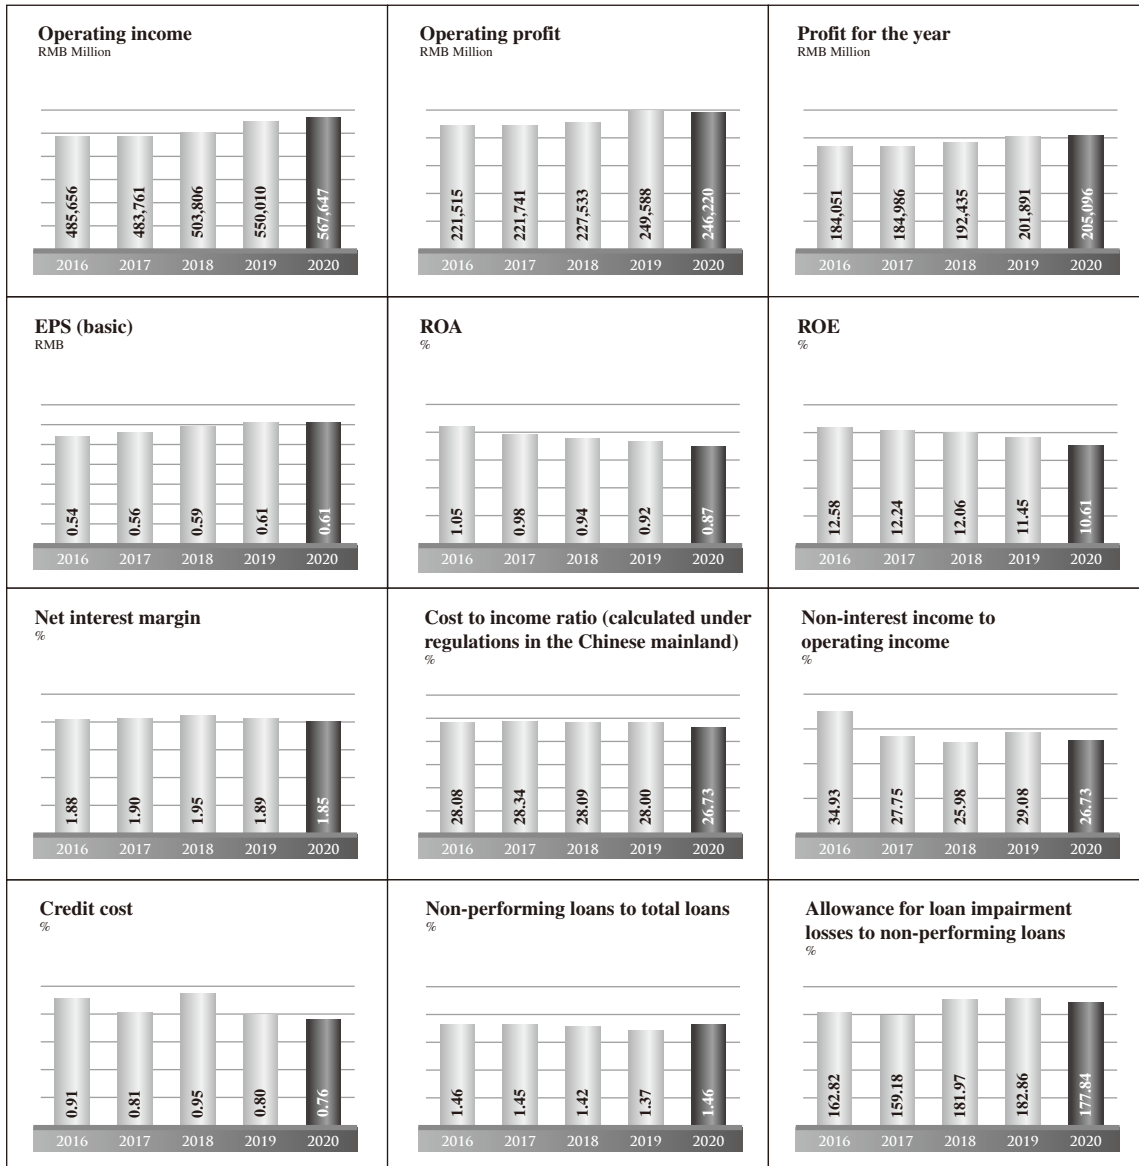 Operating income
RMB Million
485,656
483,761
503,806
550,010
567,647
2016 2017 2018 2019 2020
Operating profit
RMB Million
221,515
221,741
227,533
249,588
246,220
2016 2017 2018 2019 2020
Profit for the year
RMB Million
184,051
184,986
192,435
201,891
205,096
2016 2017 2018 2019 2020
EPS (basic)
RMB
0.54
0.56
0.59
0.61
0.61
2016 2017 2018 2019 2020
ROA
%
1.05
0.98
0.94
0.92
0.87
2016 2017 2018 2019 2020
ROE
%
12.58
12.24
12.06
11.45
10.61
2016 2017 2018 2019 2020
Net interest margin
%
1.88
1.90
1.95
1.89
1.85
2016 2017 2018 2019 2020
Cost to income ratio (calculated under
regulations in the Chinese mainland)
%
28.08
28.34
28.09
28.00
26.73
2016 2017 2018 2019 2020
Non-interest income to
operating income
%
34.93
27.75
25.98
29.08
26.73
2016 2017 2018 2019 2020
Credit cost
%
0.91
0.81
0.95
0.80
0.76
2016 2017 2018 2019 2020
Non-performing loans to total loans
%
1.46
1.45
1.42
1.37
1.46
2016 2017 2018 2019 2020
Allowance for loan impairment
losses to non-performing loans
%
162.82
159.18
181.97
182.86
177.84
2016 2017 2018 2019 2020